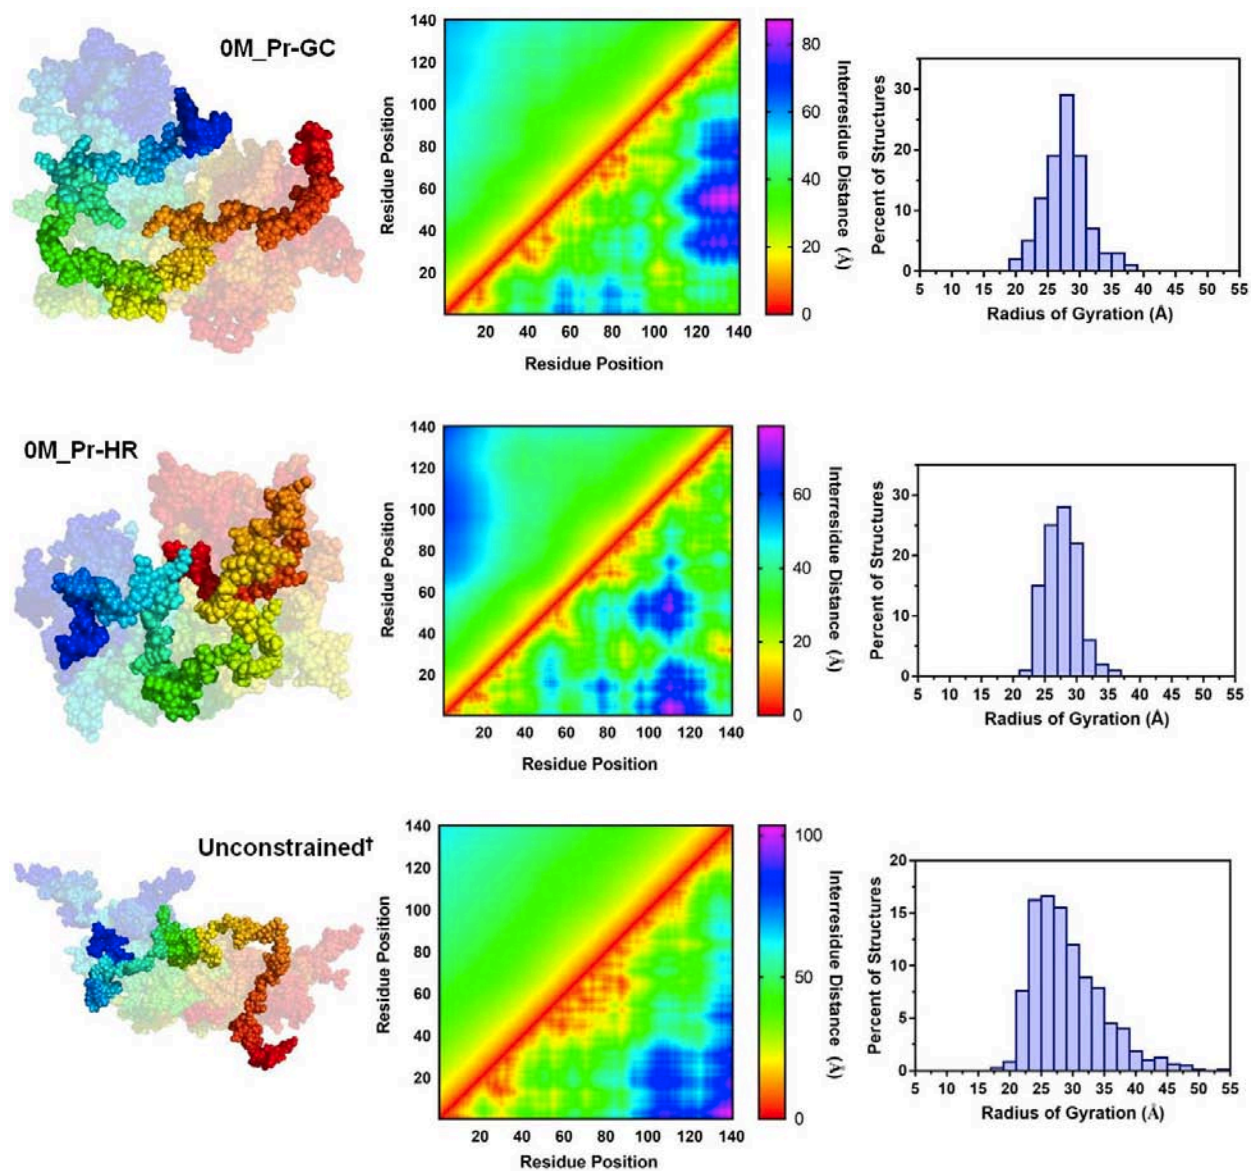 0M_Pr-GC
140
120
100
80
60
40
20
Residue Position
20 40 60 80 100 120 140
Residue Position
80
60
40
20
0
Interresidue Distance (Å)
30
20
10
0
Percent of Structures
5 10 15 20 25 30 35 40 45 50 55
Radius of Gyration (Å)
0M_Pr-HR
140
120
100
80
60
40
20
Residue Position
20 40 60 80 100 120 140
Residue Position
60
40
20
0
Interresidue Distance (Å)
30
20
10
0
Percent of Structures
5 10 15 20 25 30 35 40 45 50 55
Radius of Gyration (Å)
Unconstrained†
140
120
100
80
60
40
20
Residue Position
20 40 60 80 100 120 140
Residue Position
100
50
0
Interresidue Distance (Å)
20
15
10
5
0
Percent of Structures
5 10 15 20 25 30 35 40 45 50 55
Radius of Gyration (Å)